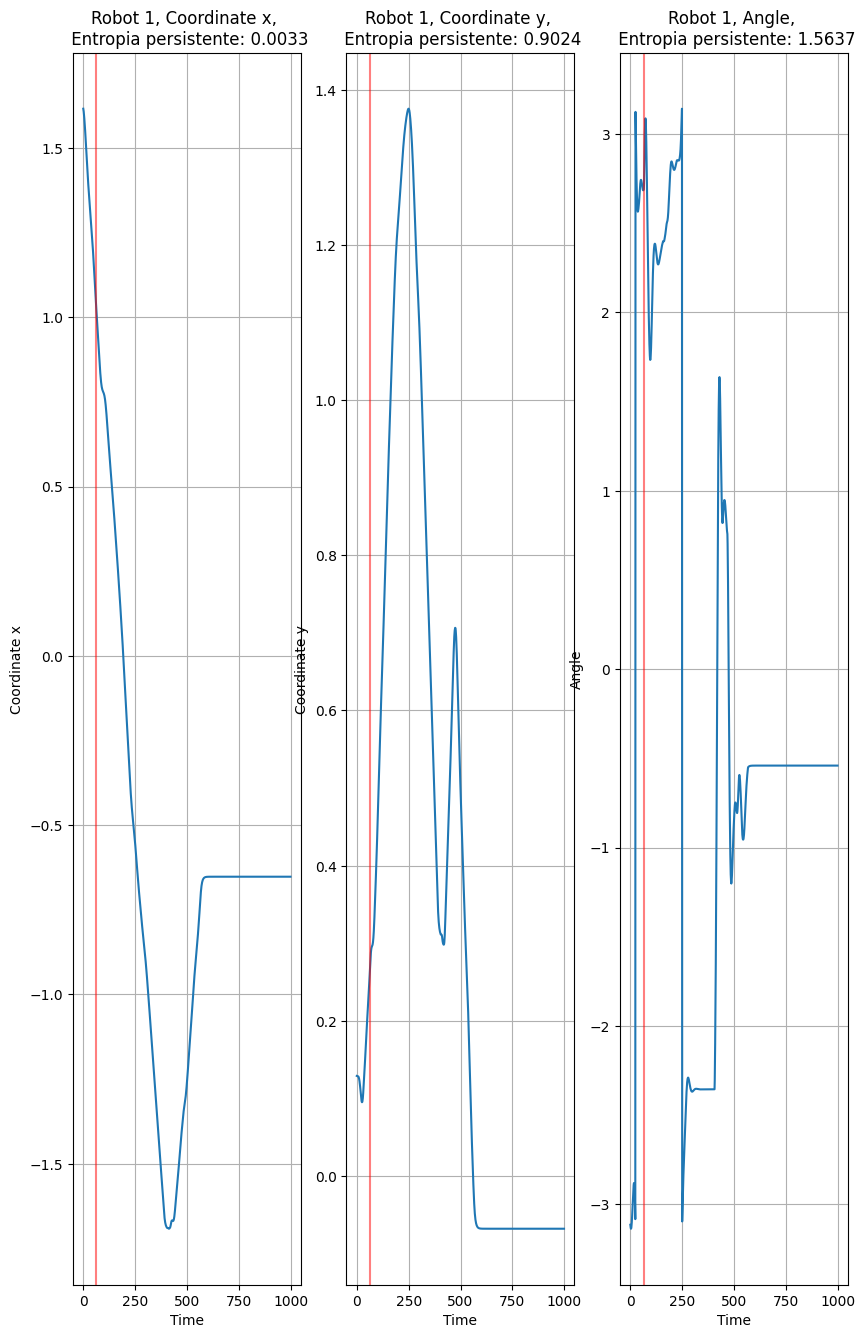 Robot 1, Coordinate x,
Entropia persistente: 0.0033
1.5
1.0
0.5
0.0
−0.5
−1.0
−1.5
Coordinate x
0 250 500 750 1000
Time
Robot 1, Coordinate y,
Entropia persistente: 0.9024
1.4
1.2
1.0
0.8
0.6
0.4
0.2
0.0
Coordinate y
0 250 500 750 1000
Time
Robot 1, Angle,
Entropia persistente: 1.5637
3
2
1
0
−1
−2
−3
Angle
0 250 500 750 1000
Time